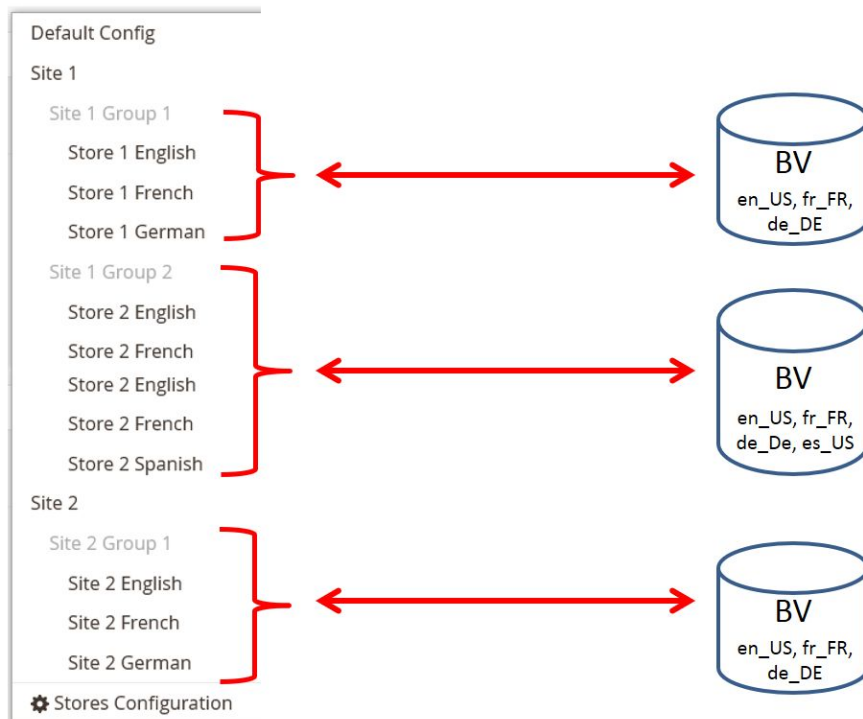 Default Config
Site 1
Site 1 Group 1
Store 1 English
Store 1 French
Store 1 German
Site 1 Group 2
Store 2 English
Store 2 French
Store 2 English
Store 2 French
Store 2 Spanish
Site 2
Site 2 Group 1
Site 2 English
Site 2 French
Site 2 German
Stores Configuration
BV
en_US, fr_FR,
de_DE
BV
en_US, fr_FR,
de_De, es_US
BV
en_US, fr_FR,
de_DE